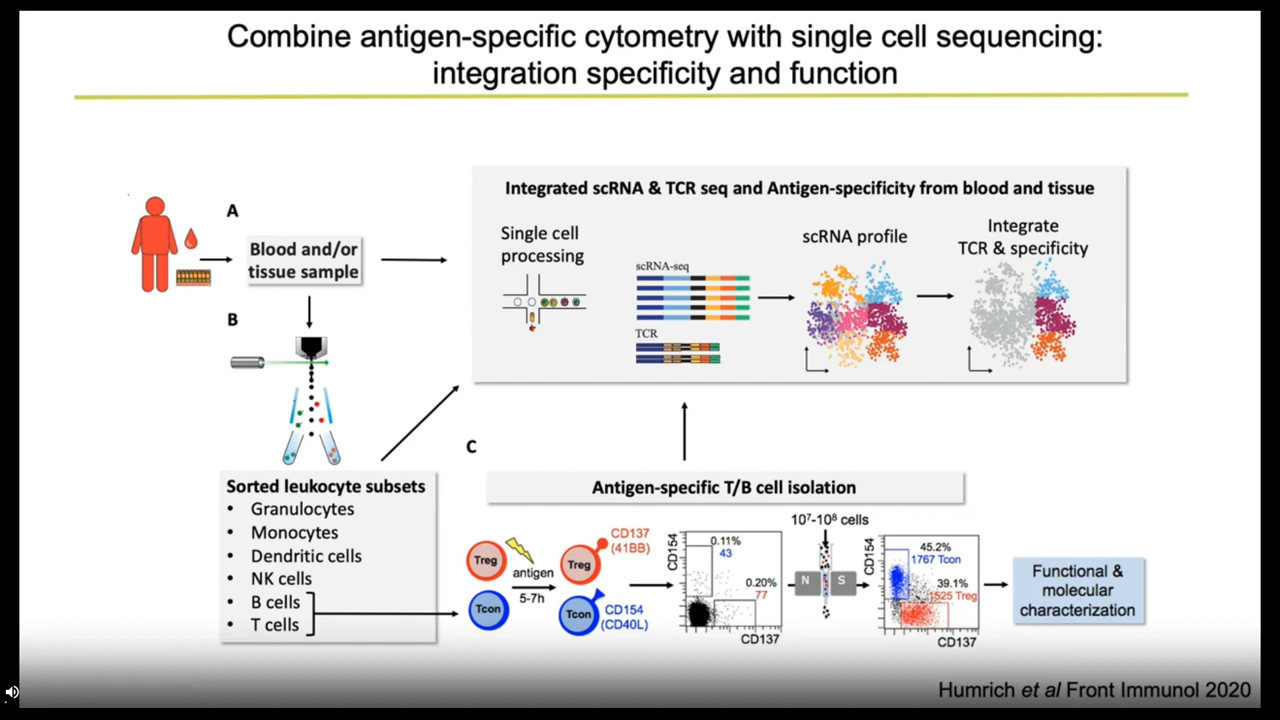 Combine antigen-specific cytometry with single cell sequencing:
integration specificity and function
A
Blood and/or
tissue sample
B
Integrated scRNA & TCR seq and Antigen-specificity from blood and tissue
Single cell
processing
scRNA-seq
TCR
scRNA profile
Integrate
TCR & specificity
Sorted leukocyte subsets
• Granulocytes
• Monocytes
• Dendritic cells
• NK cells
• B cells
• T cells
C
Antigen-specific T/B cell isolation
Treg
Tcon
antigen
5-7h
CD137
(41BB)
Treg
Tcon
CD154
(CD40L)
CD154
0.11%
43
0.20%
77
CD137
10⁷-10⁸ cells
N
S
CD154
45.2%
1767 Tcon
39.1%
1525 Treg
CD137
Functional &
molecular
characterization
Humrich et al Front Immunol 2020